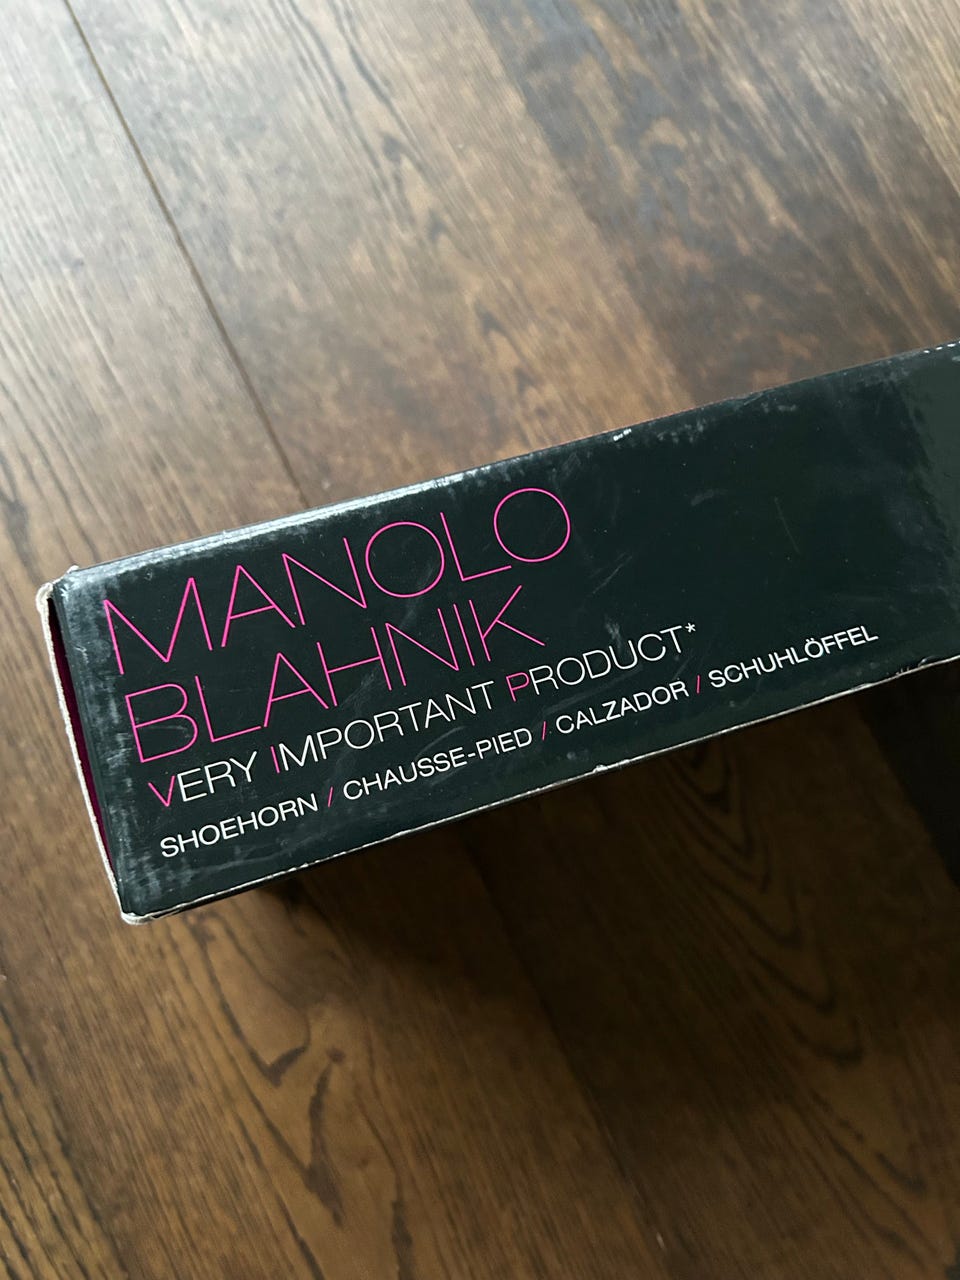 MANOLO
BLAHNIK
VERY IMPORTANT PRODUCT*
SHOEHORN / CHAUSSE-PIED / CALZADOR / SCHUHLÖFFEL